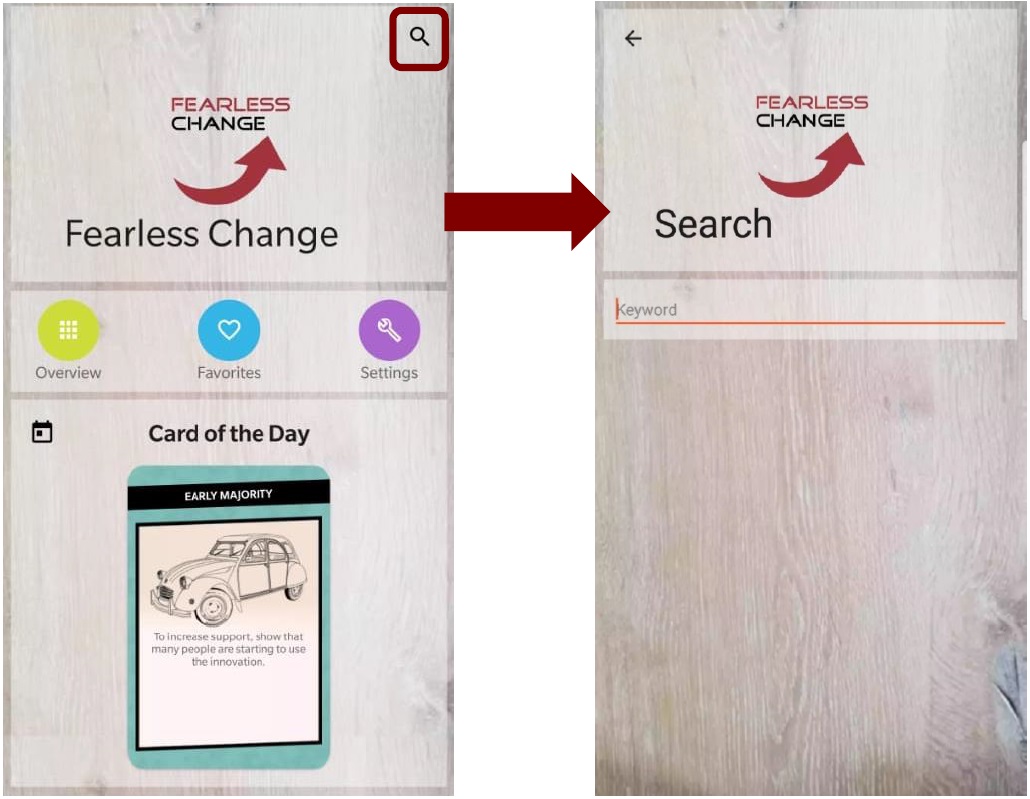 FEARLESS
CHANGE
Fearless Change
Overview
Favorites
Settings
Card of the Day
EARLY MAJORITY
To increase support, show that
many people are starting to use
the innovation.
FEARLESS
CHANGE
Search
Keyword